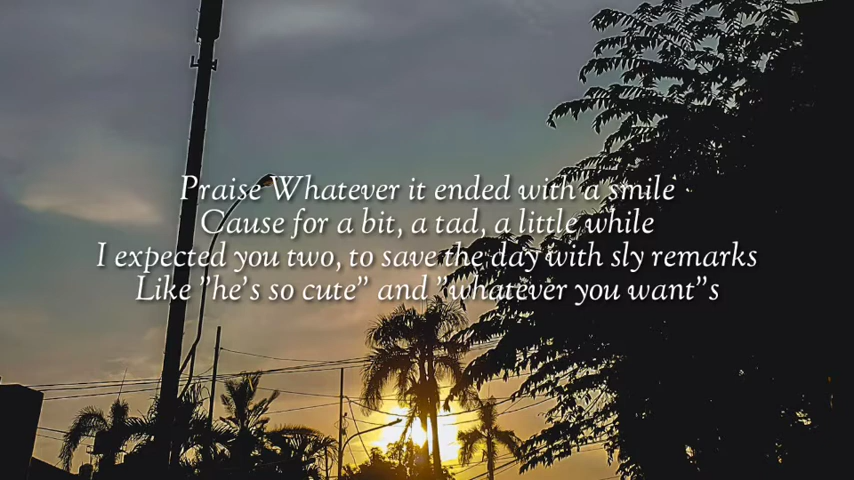 Praise Whatever it ended with a smile
Cause for a bit, a tad, a little while
I expected you two, to save the day with sly remarks
Like "he's so cute" and "whatever you want"s